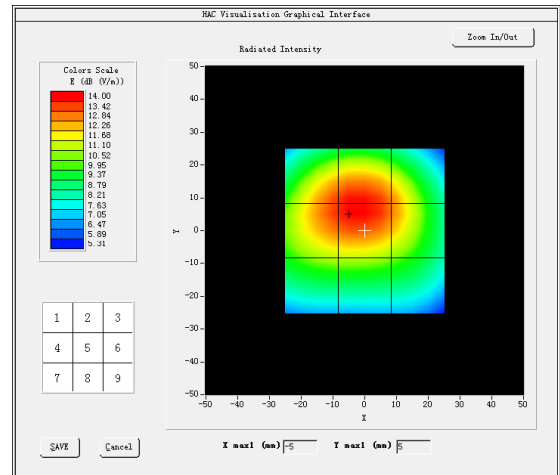 HAC Visualisation Graphical Interface
Zoom In/Out
Radiated Intensity
Colors Scale
E (dB (V/m))
14.00
13.42
12.84
12.26
11.68
11.10
10.52
9.95
9.37
8.79
8.21
7.63
7.05
6.47
5.89
5.31
50
40
30
20
10
0
-10
-20
-30
-40
-50
Y
-50 -40 -30 -20 -10 0 10 20 30 40 50
X
1 2 3
4 5 6
7 8 9
SAVE Cancel
X max1 (mm) -5 Y max1 (mm) 5